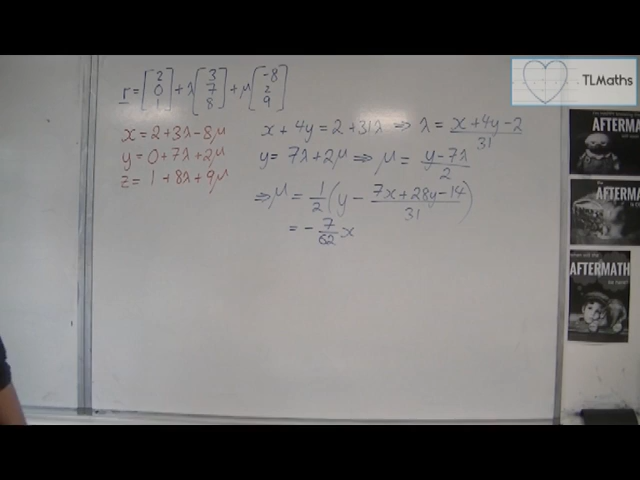 r = [2 0 1] + λ[3 7 8] + μ[-8 2 9]
x = 2 + 3λ - 8μ
y = 0 + 7λ + 2μ
z = 1 + 8λ + 9μ
x + 4y = 2 + 31λ ⇒ λ = (x + 4y - 2)/31
y = 7λ + 2μ ⇒ μ = (y - 7λ)/2
⇒ μ = 1/2 (y - (7x + 28y - 14)/31)
= - 7/62 x
TLMaths
AFTERMATH
AFTERMATH
AFTERMATH